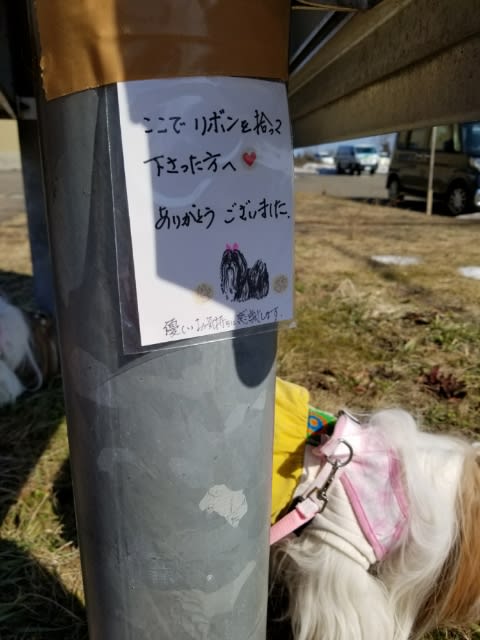 ここで リボンを拾って
下さった方へ♥
ありがとう ございました。
優しいお気持ちに感謝します。